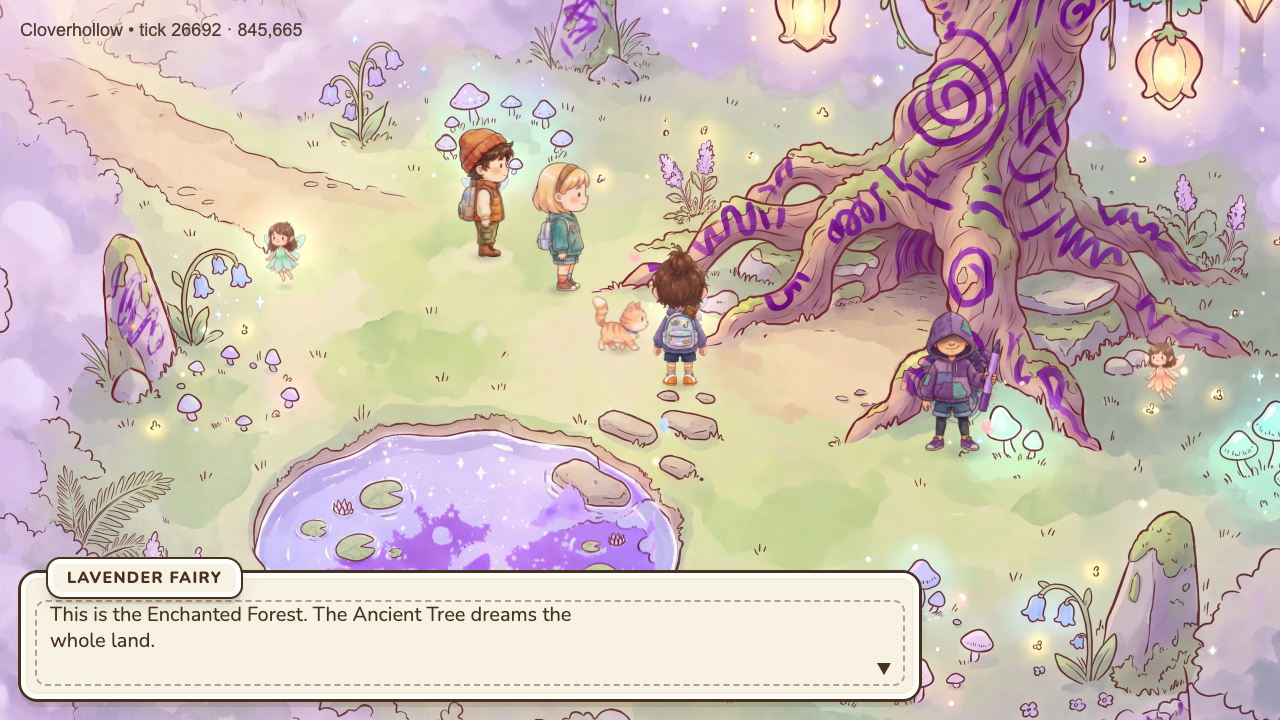 Cloverhollow • tick 26692 · 845,665
LAVENDER FAIRY
This is the Enchanted Forest. The Ancient Tree dreams the
whole land.